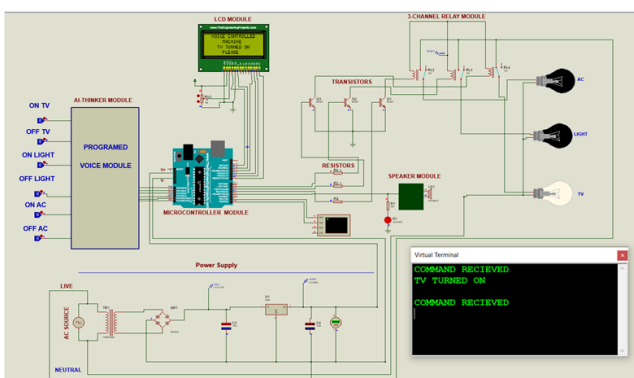 LCD MODULE
VOICE CONTROLLED
MACHINE
TV TURNED ON
PLEASE
3-CHANNEL RELAY MODULE
TRANSISTORS
AC
LIGHT
TV
AI-THINKER MODULE
ON TV
OFF TV
ON LIGHT
OFF LIGHT
ON AC
OFF AC
PROGRAMED
VOICE MODULE
MICROCONTROLLER MODULE
RESISTORS
SPEAKER MODULE
Power Supply
LIVE
AC SOURCE
NEUTRAL
Virtual Terminal
COMMAND RECIEVED
TV TURNED ON
COMMAND RECIEVED